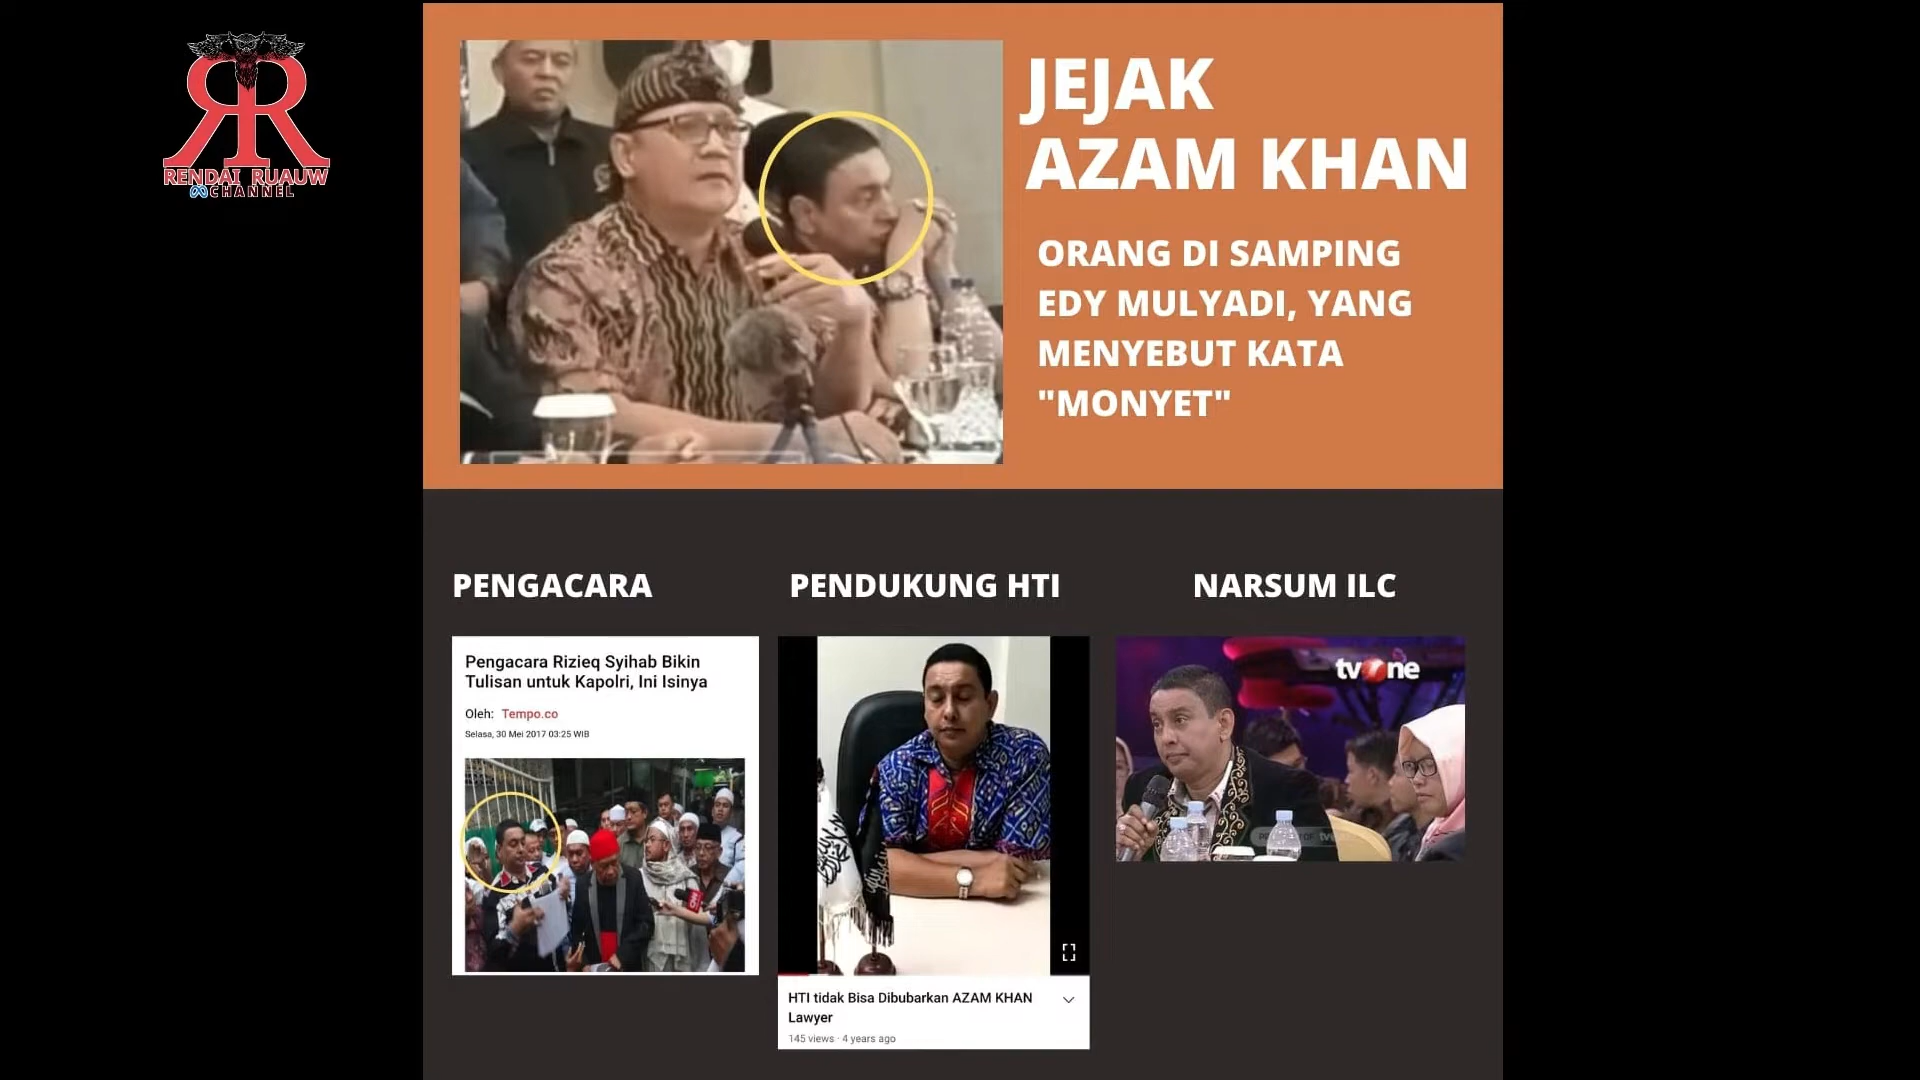 RENDAI RUAUW
CHANNEL
JEJAK
AZAM KHAN
ORANG DI SAMPING
EDY MULYADI, YANG
MENYEBUT KATA
"MONYET"
PENGACARA
PENDUKUNG HTI
NARSUM ILC
Pengacara Rizieq Syihab Bikin
Tulisan untuk Kapolri, Ini Isinya
Oleh: Tempo.co
Selasa, 30 Mei 2017 03:25 WIB
CNN
HTI tidak Bisa Dibubarkan AZAM KHAN
Lawyer
145 views · 4 years ago
tvOne